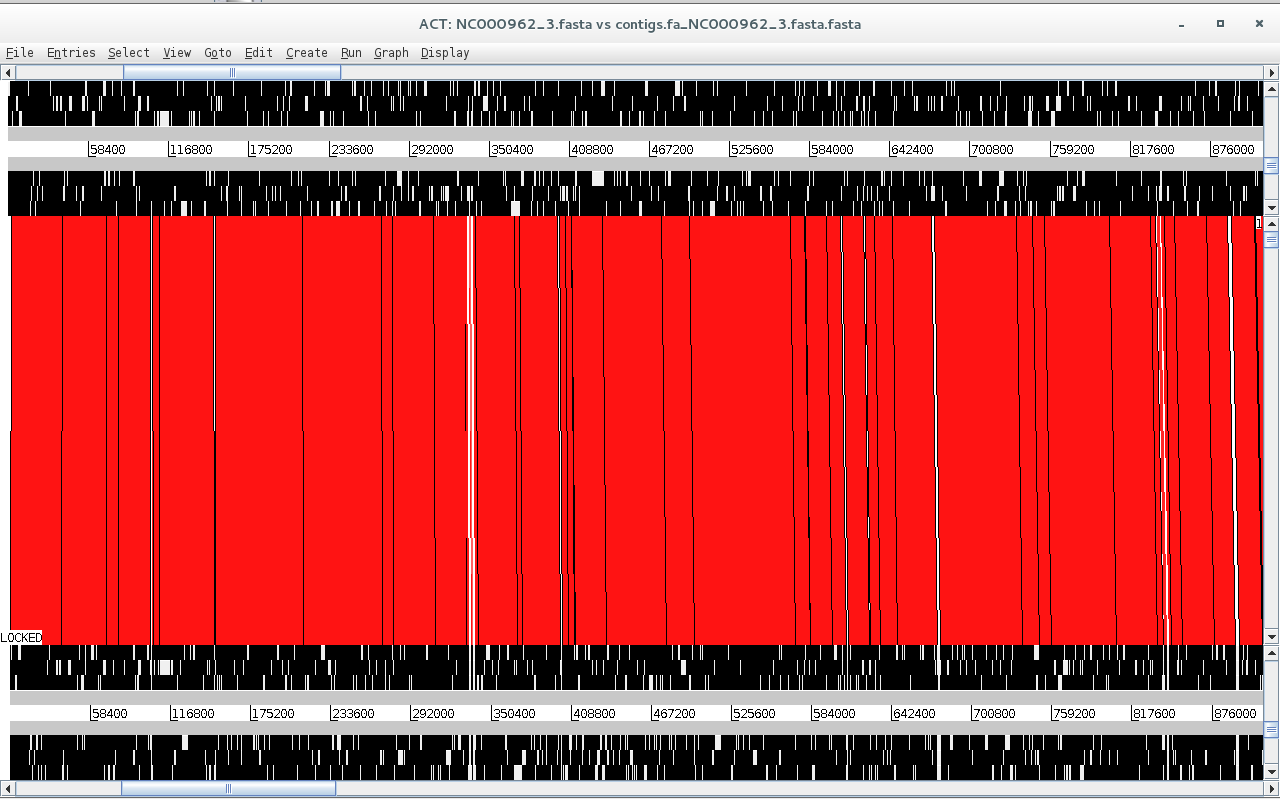 ACT: NC000962_3.fasta vs contigs.fa_NC000962_3.fasta.fasta
File Entries Select View Goto Edit Create Run Graph Display
58400 116800 175200 233600 292000 350400 408800 467200 525600 584000 642400 700800 759200 817600 876000
1
LOCKED
58400 116800 175200 233600 292000 350400 408800 467200 525600 584000 642400 700800 759200 817600 876000